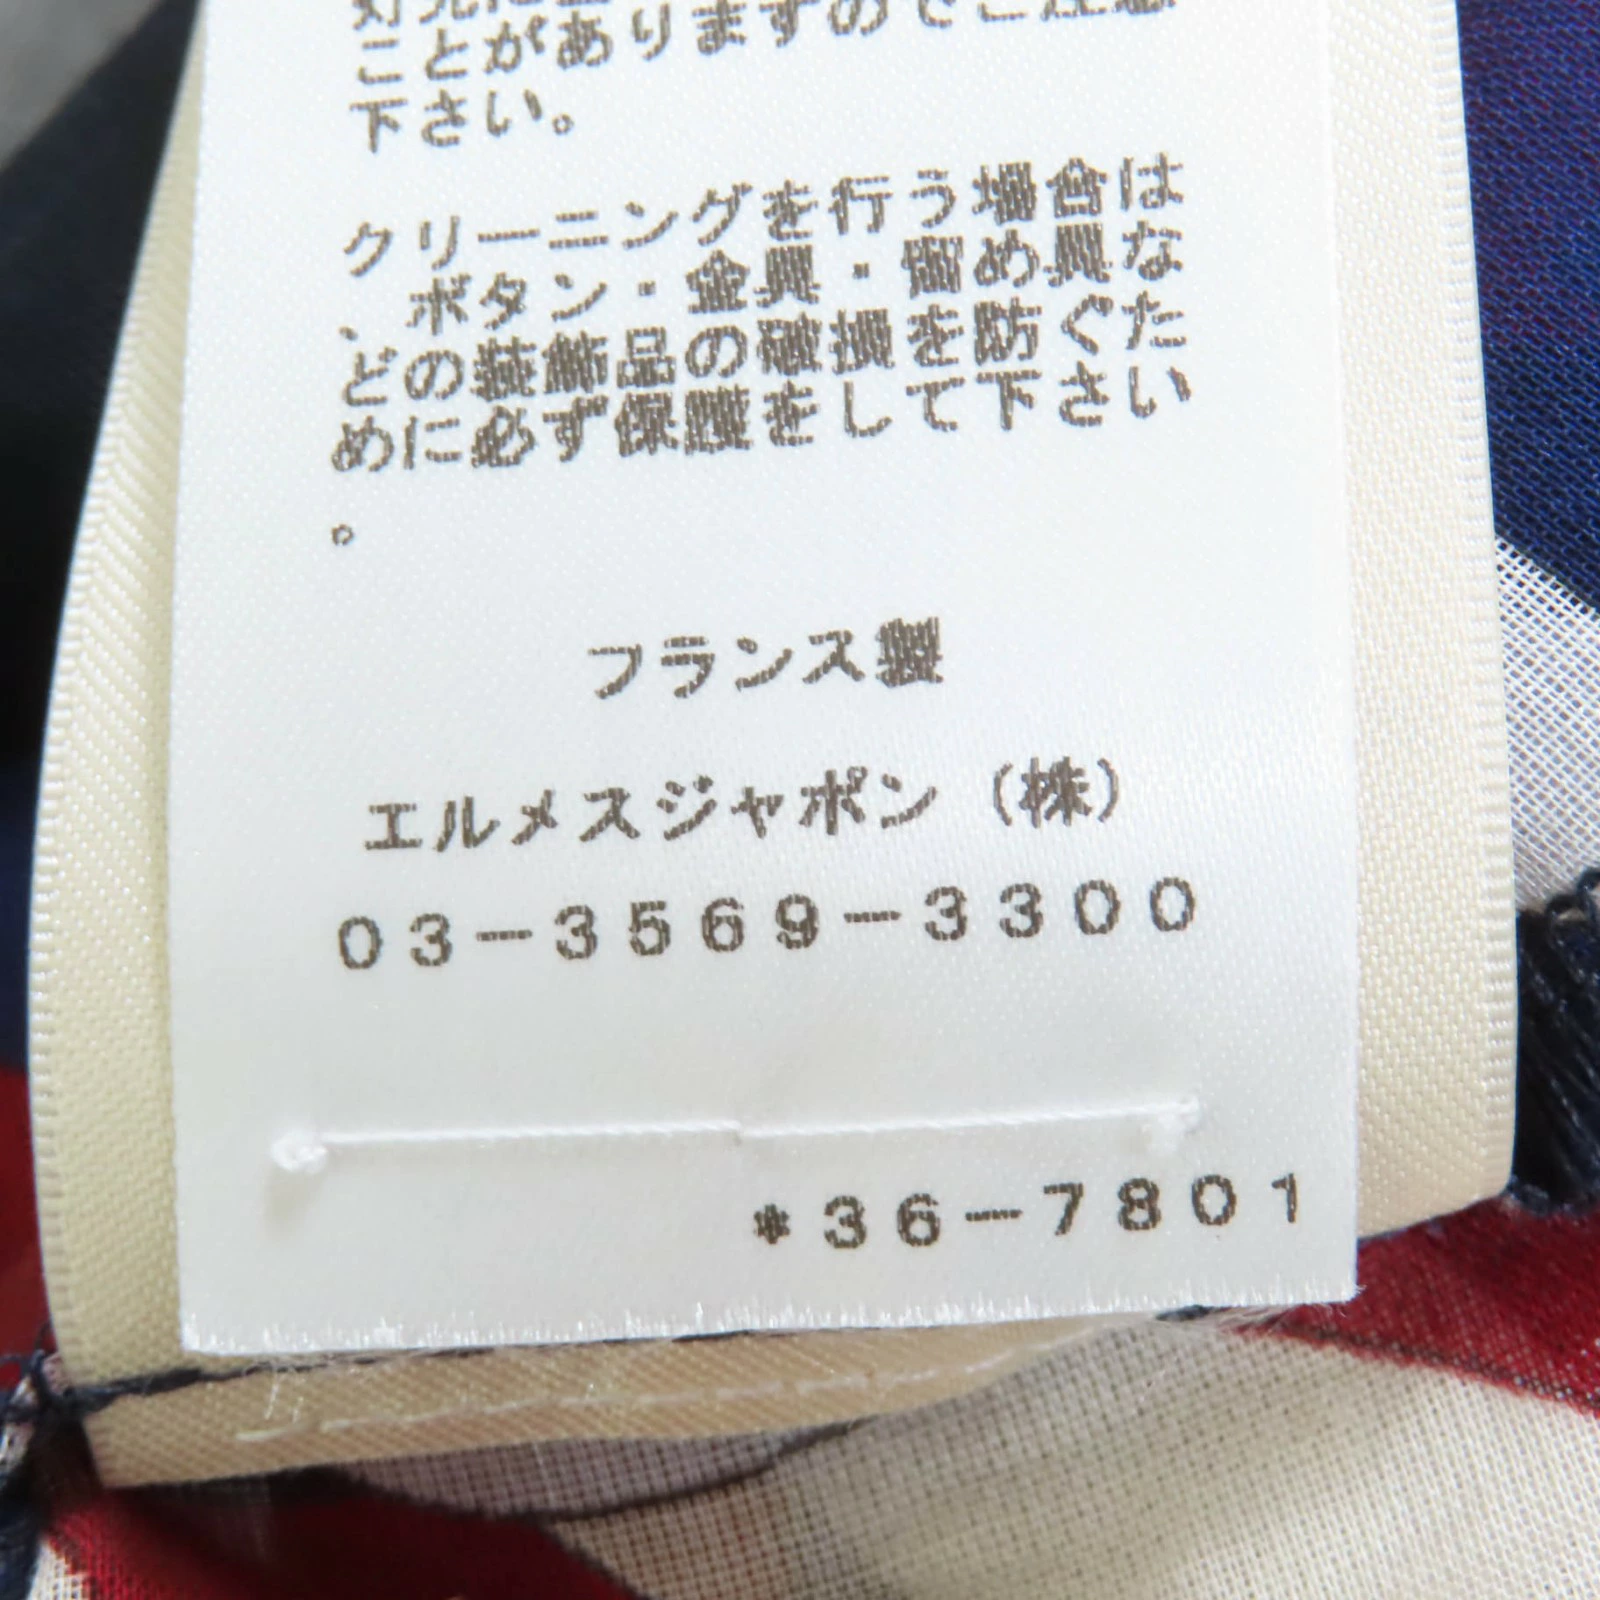 ことがありますのでご注意
下さい。
クリーニングを行う場合は
、ボタン・金具・留め具な
どの装飾品の破損を防ぐた
めに必ず保護をして下さい
。
フランス製
エルメスジャポン（株）
03-3569-3300
*36-7801